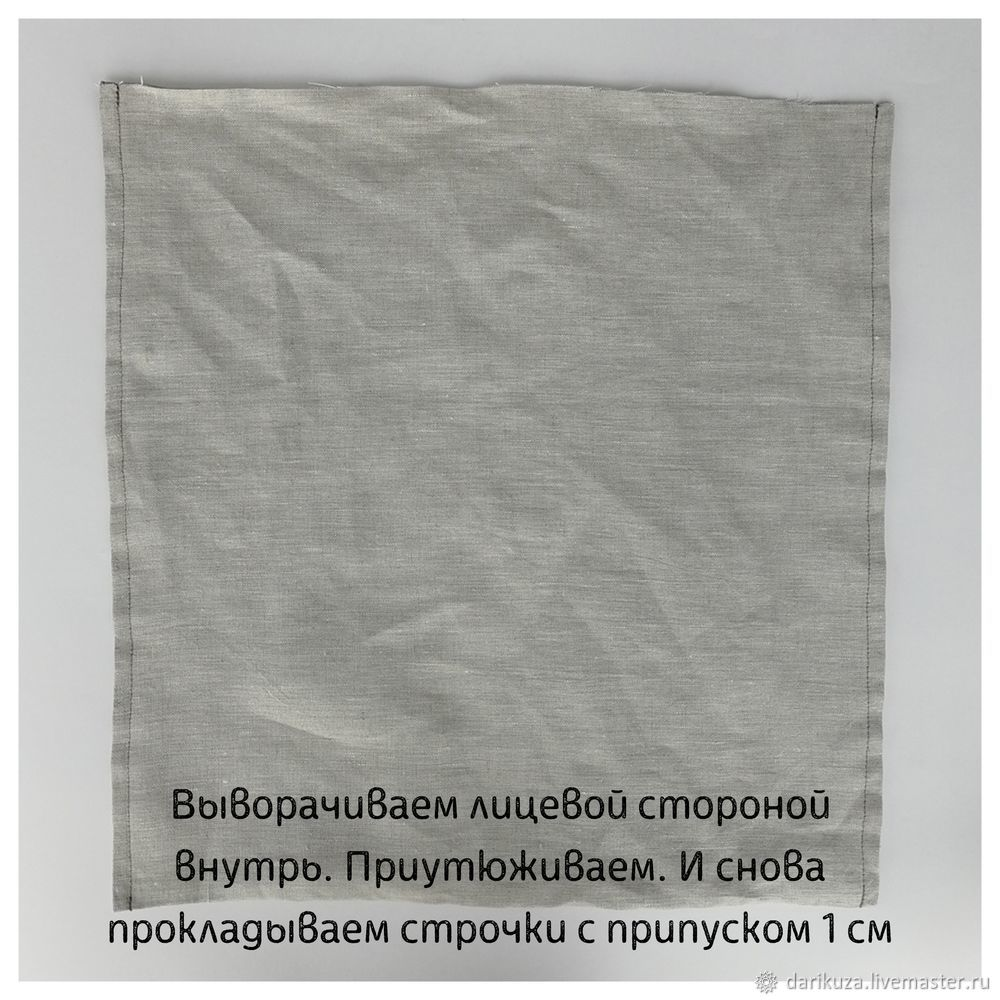 Выворачиваем лицевой стороной
внутрь. Приутюживаем. И снова
прокладываем строчки с припуском 1 см
darikuza.livemaster.ru